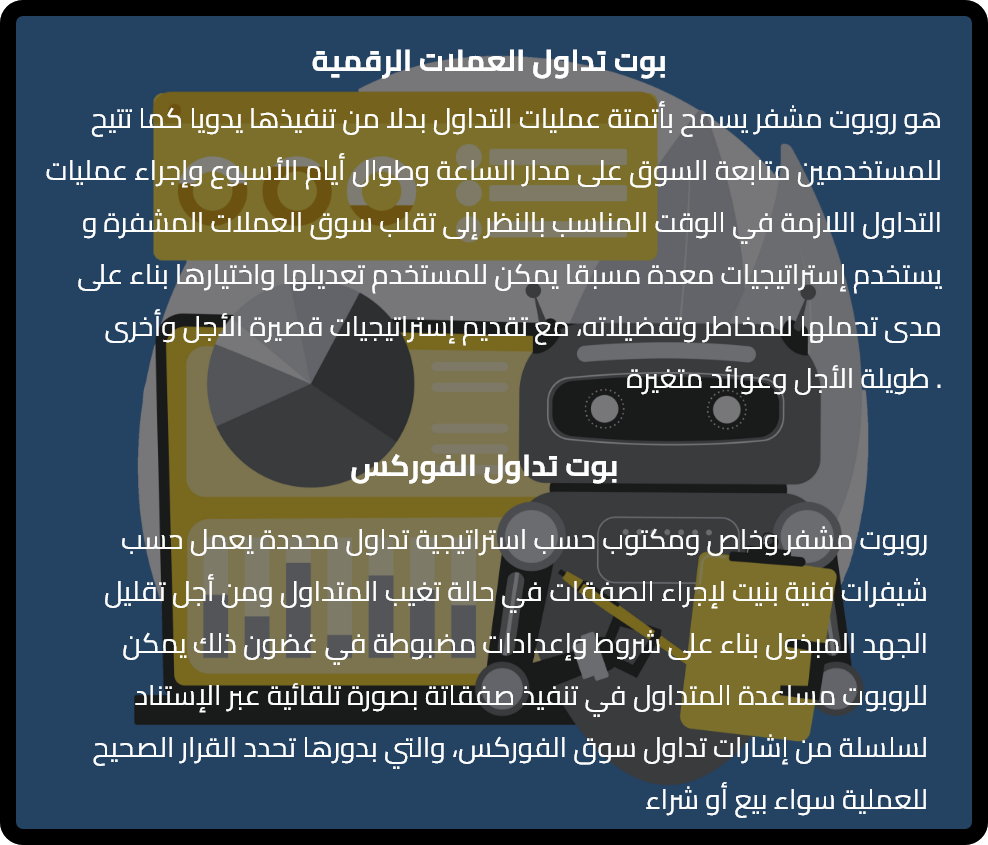 بوت تداول العملات الرقمية
هو روبوت مشفر يسمح بأتمتة عمليات التداول بدلا من تنفيذها يدويا كما تتيح
للمستخدمين متابعة السوق على مدار الساعة وطوال أيام الأسبوع وإجراء عمليات
التداول اللازمة في الوقت المناسب بالنظر إلى تقلب سوق العملات المشفرة و
يستخدم إستراتيجيات معدة مسبقا يمكن للمستخدم تعديلها واختيارها بناء على
مدى تحملها للمخاطر وتفضيلاته، مع تقديم إستراتيجيات قصيرة الأجل وأخرى
. طويلة الأجل وعوائد متغيرة
بوت تداول الفوركس
روبوت مشفر وخاص ومكتوب حسب استراتيجية تداول محددة يعمل حسب
شيفرات فنية بنيت لإجراء الصفقات في حالة تغيب المتداول ومن أجل تقليل
الجهد المبذول بناء على شروط وإعدادات مضبوطة في غضون ذلك يمكن
للروبوت مساعدة المتداول في تنفيذ صفقاتة بصورة تلقائية عبر الإستناد
لسلسلة من إشارات تداول سوق الفوركس، والتي بدورها تحدد القرار الصحيح
للعملية سواء بيع أو شراء